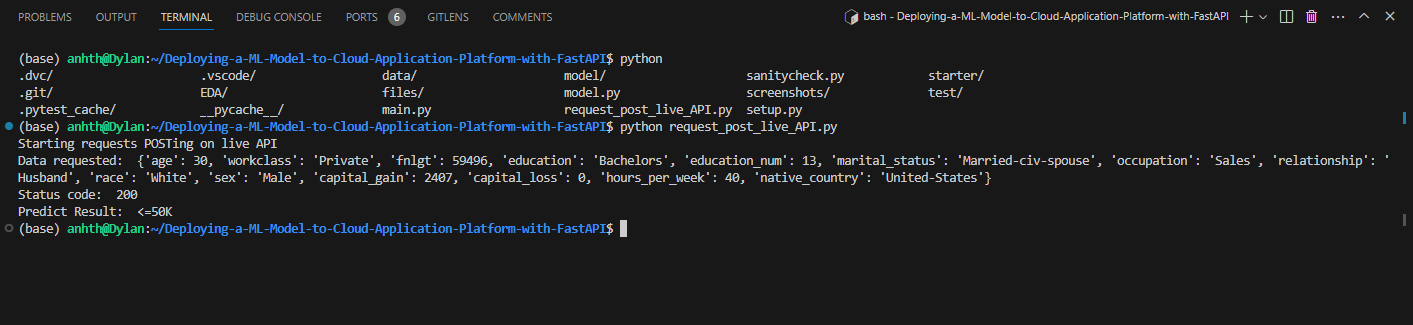 PROBLEMS OUTPUT TERMINAL DEBUG CONSOLE PORTS 6 GITLENS COMMENTS bash - Deploying-a-ML-Model-to-Cloud-Application-Platform-with-FastAPI
(base) anhth@Dylan:~/Deploying-a-ML-Model-to-Cloud-Application-Platform-with-FastAPI$ python
.dvc/ .vscode/ data/ model/ sanitycheck.py starter/
.git/ EDA/ files/ model.py screenshots/ test/
.pytest_cache/ __pycache__/ main.py request_post_live_API.py setup.py
(base) anhth@Dylan:~/Deploying-a-ML-Model-to-Cloud-Application-Platform-with-FastAPI$ python request_post_live_API.py
Starting requests POSTing on live API
Data requested:  {'age': 30, 'workclass': 'Private', 'fnlgt': 59496, 'education': 'Bachelors', 'education_num': 13, 'marital_status': 'Married-civ-spouse', 'occupation': 'Sales', 'relationship': '
Husband', 'race': 'White', 'sex': 'Male', 'capital_gain': 2407, 'capital_loss': 0, 'hours_per_week': 40, 'native_country': 'United-States'}
Status code:  200
Predict Result:  <=50K
(base) anhth@Dylan:~/Deploying-a-ML-Model-to-Cloud-Application-Platform-with-FastAPI$